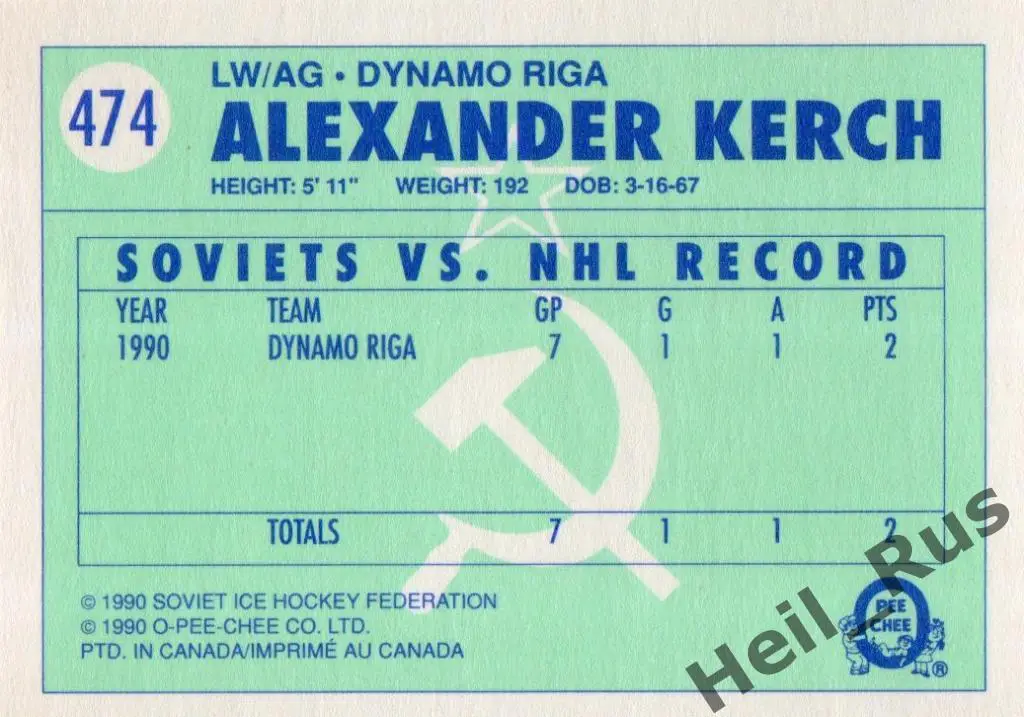 474
LW/AG • DYNAMO RIGA
ALEXANDER KERCH
HEIGHT: 5' 11" WEIGHT: 192 DOB: 3-16-67
SOVIETS VS. NHL RECORD
YEAR TEAM GP G A PTS
1990 DYNAMO RIGA 7 1 1 2
TOTALS 7 1 1 2
© 1990 SOVIET ICE HOCKEY FEDERATION
© 1990 O-PEE-CHEE CO. LTD.
PTD. IN CANADA/IMPRIMÉ AU CANADA
O PEE CHEE ®
Heil_Rus